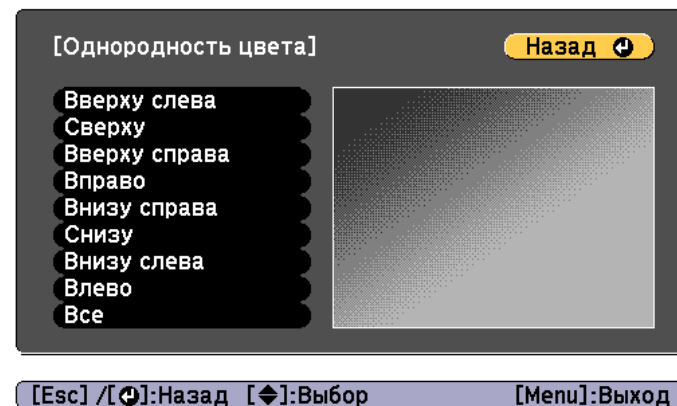 [Однородность цвета]
Назад
Вверху слева
Сверху
Вверху справа
Вправо
Внизу справа
Снизу
Внизу слева
Влево
Все
[Esc] /[⏎]:Назад [◆]:Выбор [Menu]:Выход